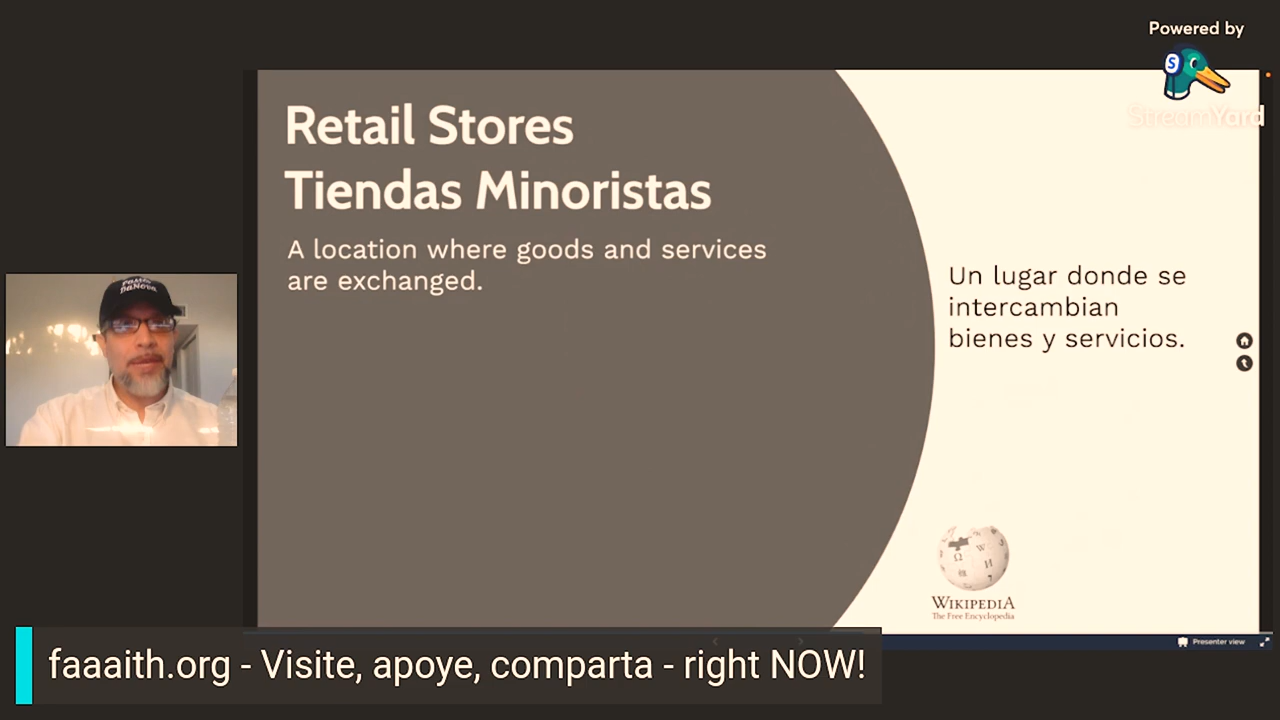 Powered by
StreamYard
Retail Stores
Tiendas Minoristas
A location where goods and services
are exchanged.
Un lugar donde se
intercambian
bienes y servicios.
WIKIPEDIA
The Free Encyclopedia
Presenter view
faaaith.org - Visite, apoye, comparta - right NOW!